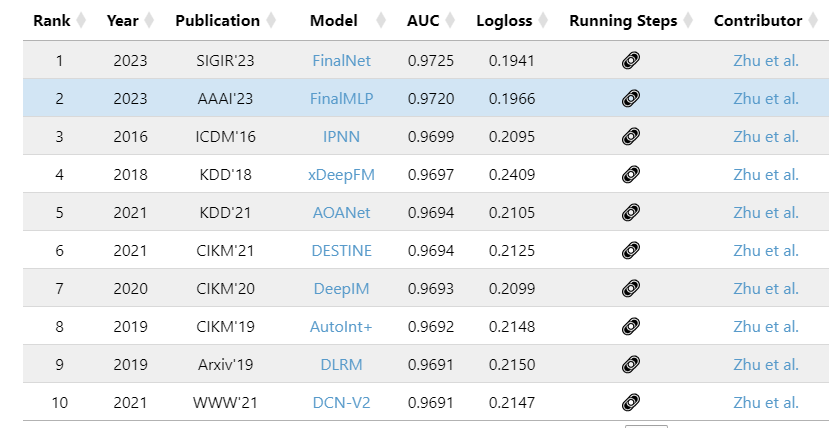 Rank Year Publication Model AUC Logloss Running Steps Contributor
1 2023 SIGIR'23 FinalNet 0.9725 0.1941 Zhu et al.
2 2023 AAAI'23 FinalMLP 0.9720 0.1966 Zhu et al.
3 2016 ICDM'16 IPNN 0.9699 0.2095 Zhu et al.
4 2018 KDD'18 xDeepFM 0.9697 0.2409 Zhu et al.
5 2021 KDD'21 AOANet 0.9694 0.2105 Zhu et al.
6 2021 CIKM'21 DESTINE 0.9694 0.2125 Zhu et al.
7 2020 CIKM'20 DeepIM 0.9693 0.2099 Zhu et al.
8 2019 CIKM'19 AutoInt+ 0.9692 0.2148 Zhu et al.
9 2019 Arxiv'19 DLRM 0.9691 0.2150 Zhu et al.
10 2021 WWW'21 DCN-V2 0.9691 0.2147 Zhu et al.